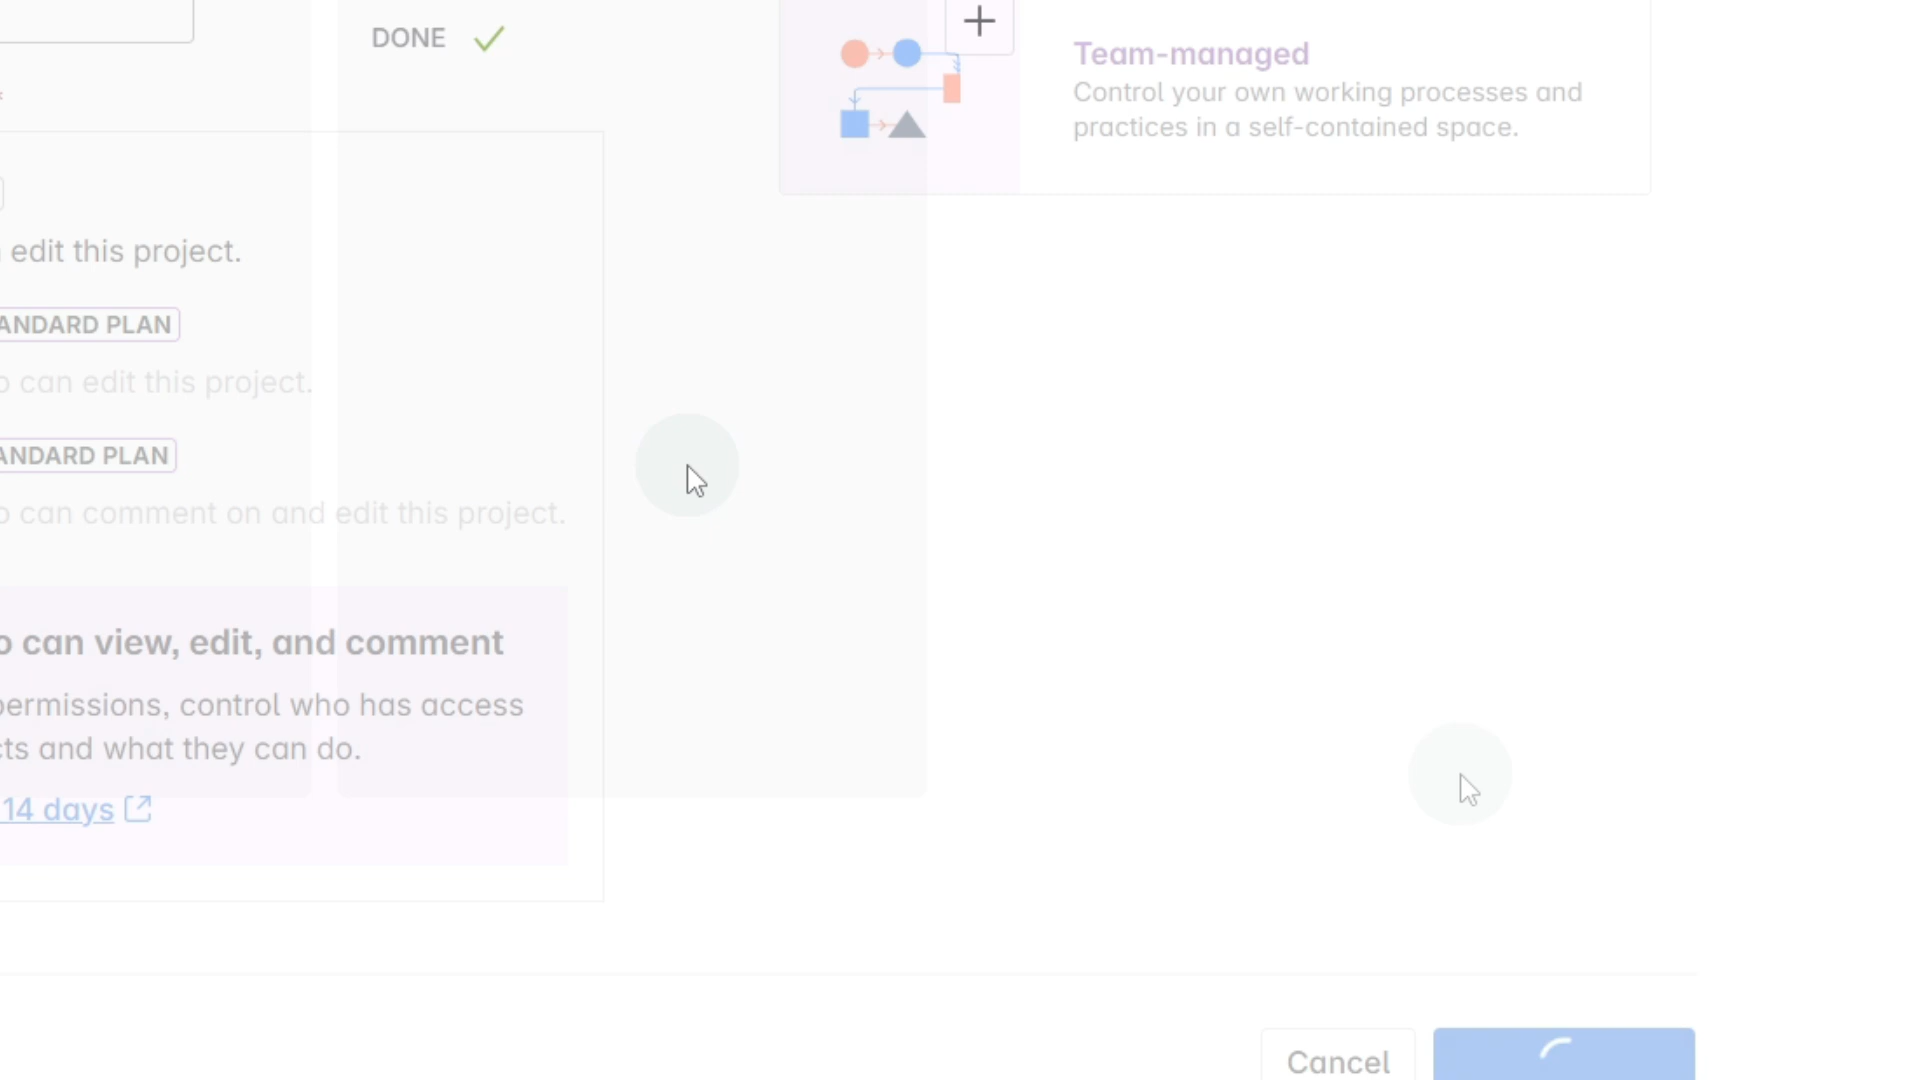 DONE
Team-managed
Control your own working processes and
practices in a self-contained space.
edit this project.
ANDARD PLAN
can edit this project.
ANDARD PLAN
can comment on and edit this project.
o can view, edit, and comment
permissions, control who has access
cts and what they can do.
14 days
Cancel